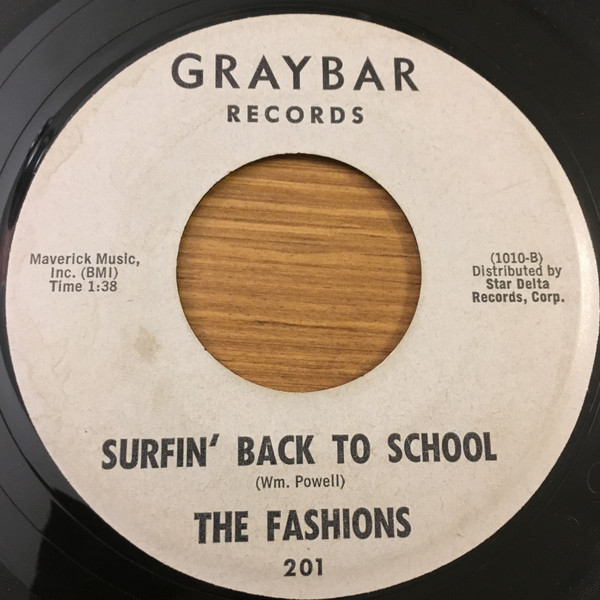 GRAYBAR
RECORDS
Maverick Music,
Inc. (BMI)
Time 1:38
(1010-B)
Distributed by
Star Delta
Records, Corp.
SURFIN' BACK TO SCHOOL
(Wm. Powell)
THE FASHIONS
201